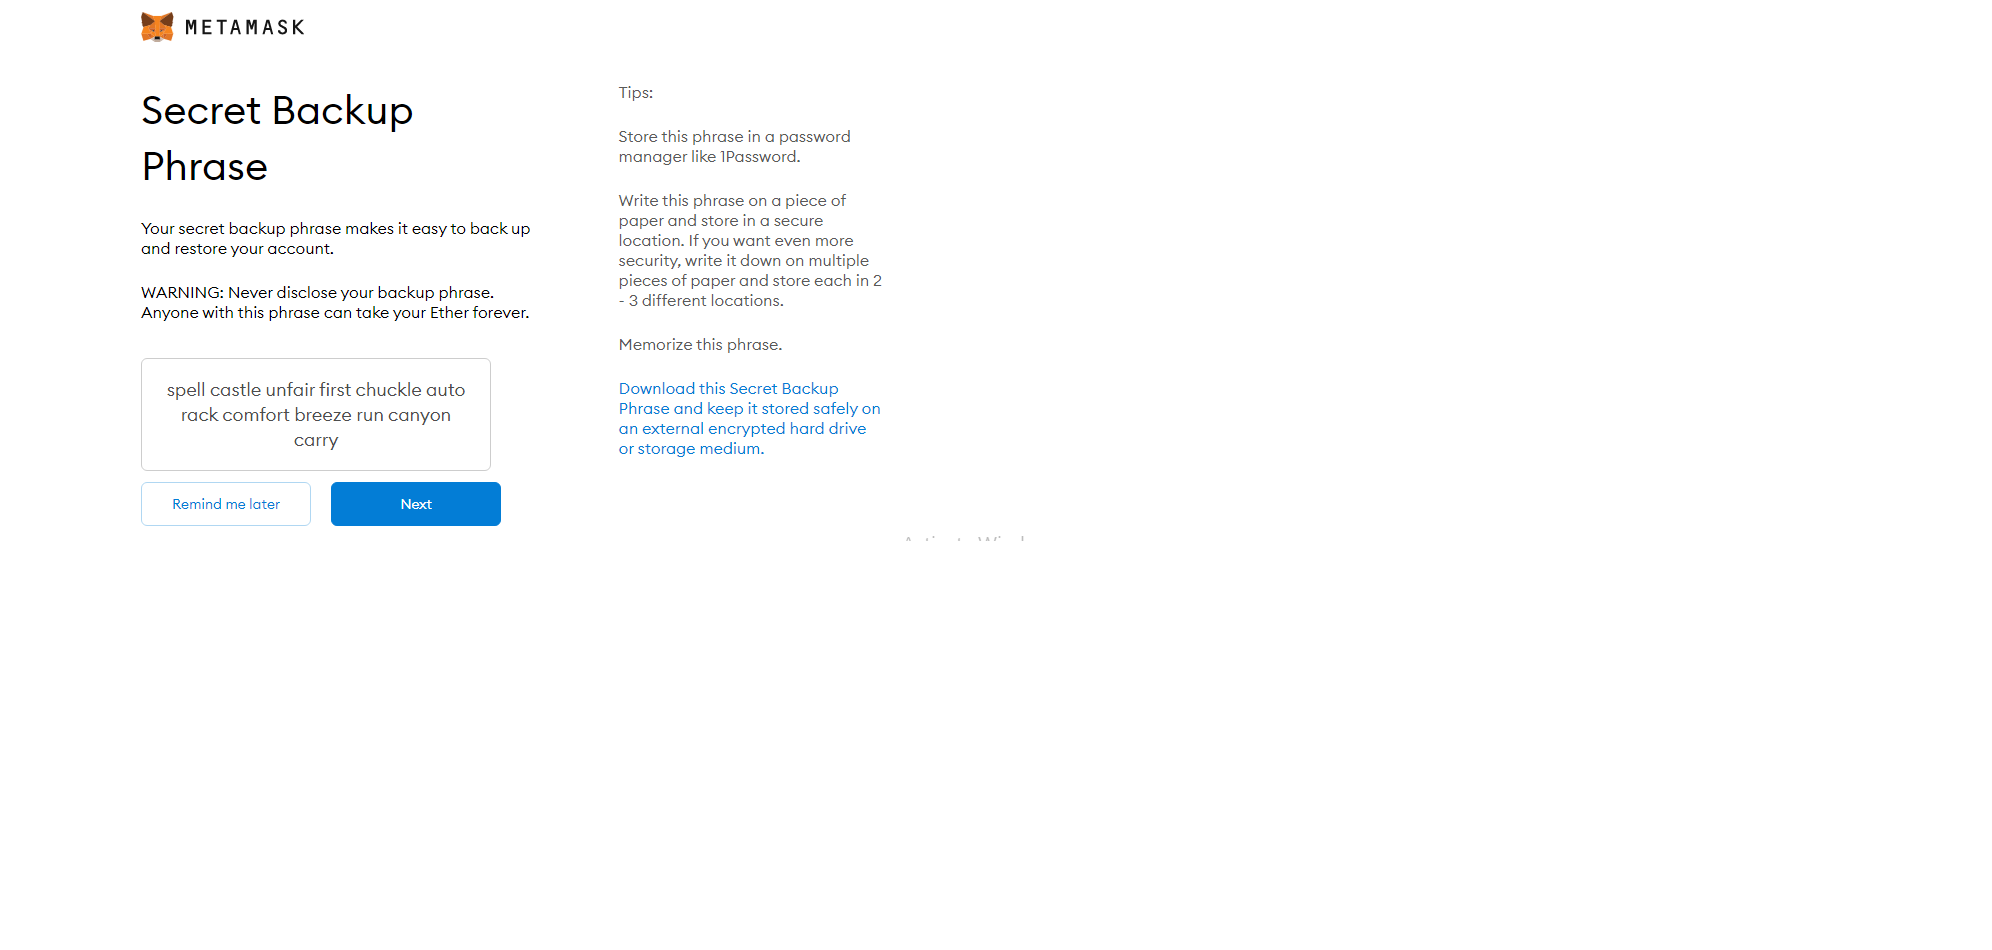 METAMASK
Secret Backup
Phrase
Your secret backup phrase makes it easy to back up
and restore your account.
WARNING: Never disclose your backup phrase.
Anyone with this phrase can take your Ether forever.
spell castle unfair first chuckle auto
rack comfort breeze run canyon
carry
Remind me later
Next
Tips:
Store this phrase in a password
manager like 1Password.
Write this phrase on a piece of
paper and store in a secure
location. If you want even more
security, write it down on multiple
pieces of paper and store each in 2
- 3 different locations.
Memorize this phrase.
Download this Secret Backup
Phrase and keep it stored safely on
an external encrypted hard drive
or storage medium.